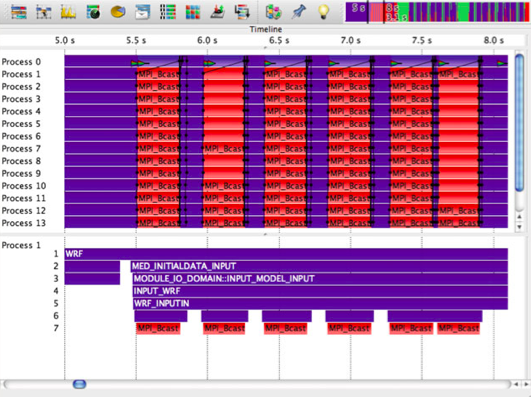 Timeline
5.0 s 5.5 s 6.0 s 6.5 s 7.0 s 7.5 s 8.0 s
Process 0
Process 1 MPI_Bcast MPI_Bcast MPI_Bcast MPI_Bcast MPI_Bcast
Process 2 MPI_Bcast MPI_Bcast MPI_Bcast MPI_Bcast
Process 3 MPI_Bcast MPI_Bcast MPI_Bcast MPI_Bcast
Process 4 MPI_Bcast MPI_Bcast MPI_Bcast MPI_Bcast
Process 5 MPI_Bcast MPI_Bcast MPI_Bcast MPI_Bcast
Process 6 MPI_Bcast MPI_Bcast MPI_Bcast MPI_Bcast
Process 7 MPI_Bcast MPI_Bcast MPI_Bcast MPI_Bcast MPI_Bcast
Process 8 MPI_Bcast MPI_Bcast MPI_Bcast MPI_Bcast
Process 9 MPI_Bcast MPI_Bcast MPI_Bcast MPI_Bcast
Process 10 MPI_Bcast MPI_Bcast MPI_Bcast MPI_Bcast MPI_Bcast
Process 11 MPI_Bcast MPI_Bcast MPI_Bcast MPI_Bcast MPI_Bcast
Process 12 MPI_Bcast MPI_Bcast MPI_Bcast MPI_Bcast MPI_Bcast MPI_Bcast
Process 13 MPI_Bcast MPI_Bcast MPI_Bcast MPI_Bcast MPI_Bcast MPI_Bcast
Process 1
1 WRF
2 MED_INITIALDATA_INPUT
3 MODULE_IO_DOMAIN::INPUT_MODEL_INPUT
4 INPUT_WRF
5 WRF_INPUTIN
6
7 MPI_Bcast MPI_Bcast MPI_Bcast MPI_Bcast MPI_Bcast MPI_Bcast